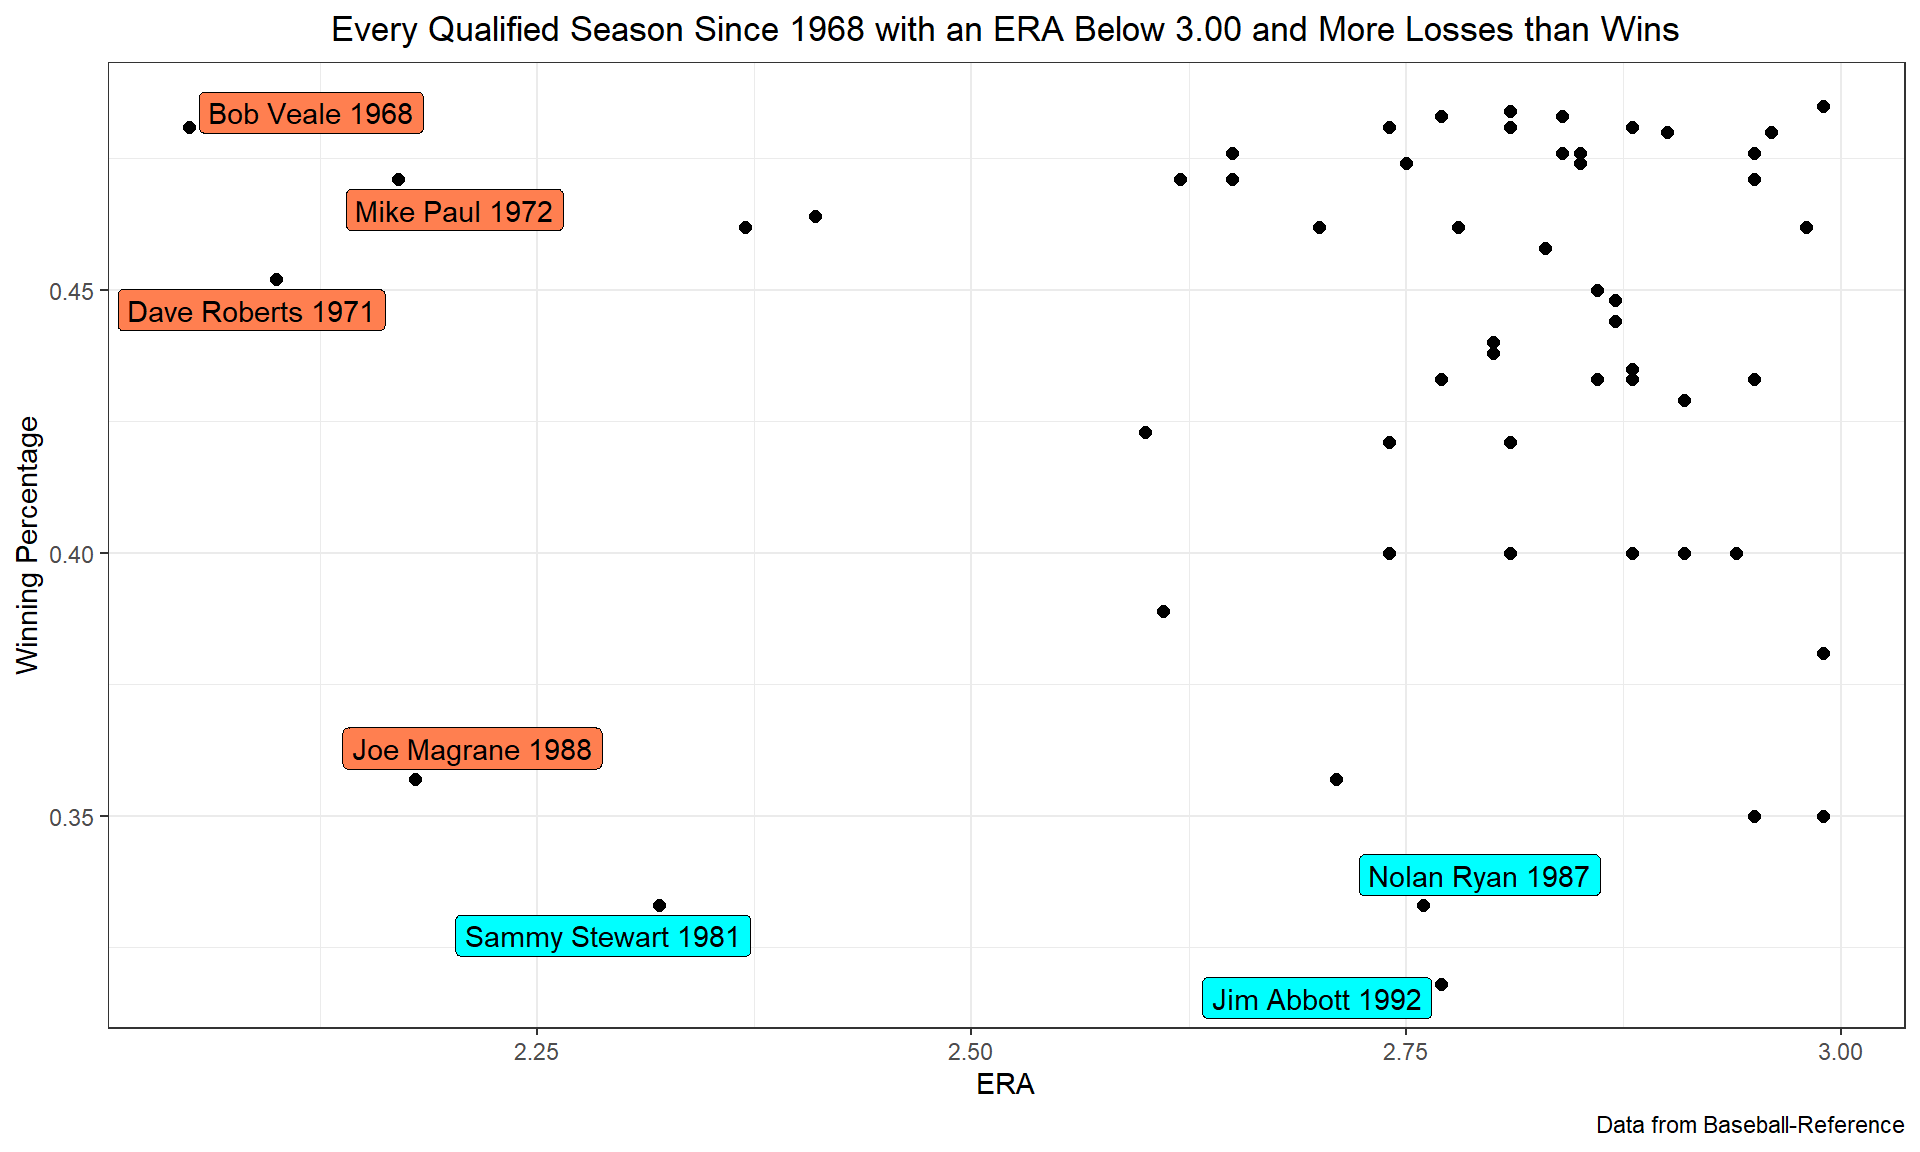 Every Qualified Season Since 1968 with an ERA Below 3.00 and More Losses than Wins
Bob Veale 1968
Mike Paul 1972
Dave Roberts 1971
Joe Magrane 1988
Nolan Ryan 1987
Sammy Stewart 1981
Jim Abbott 1992
Winning Percentage
0.45
0.40
0.35
2.25
2.50
2.75
3.00
ERA
Data from Baseball-Reference